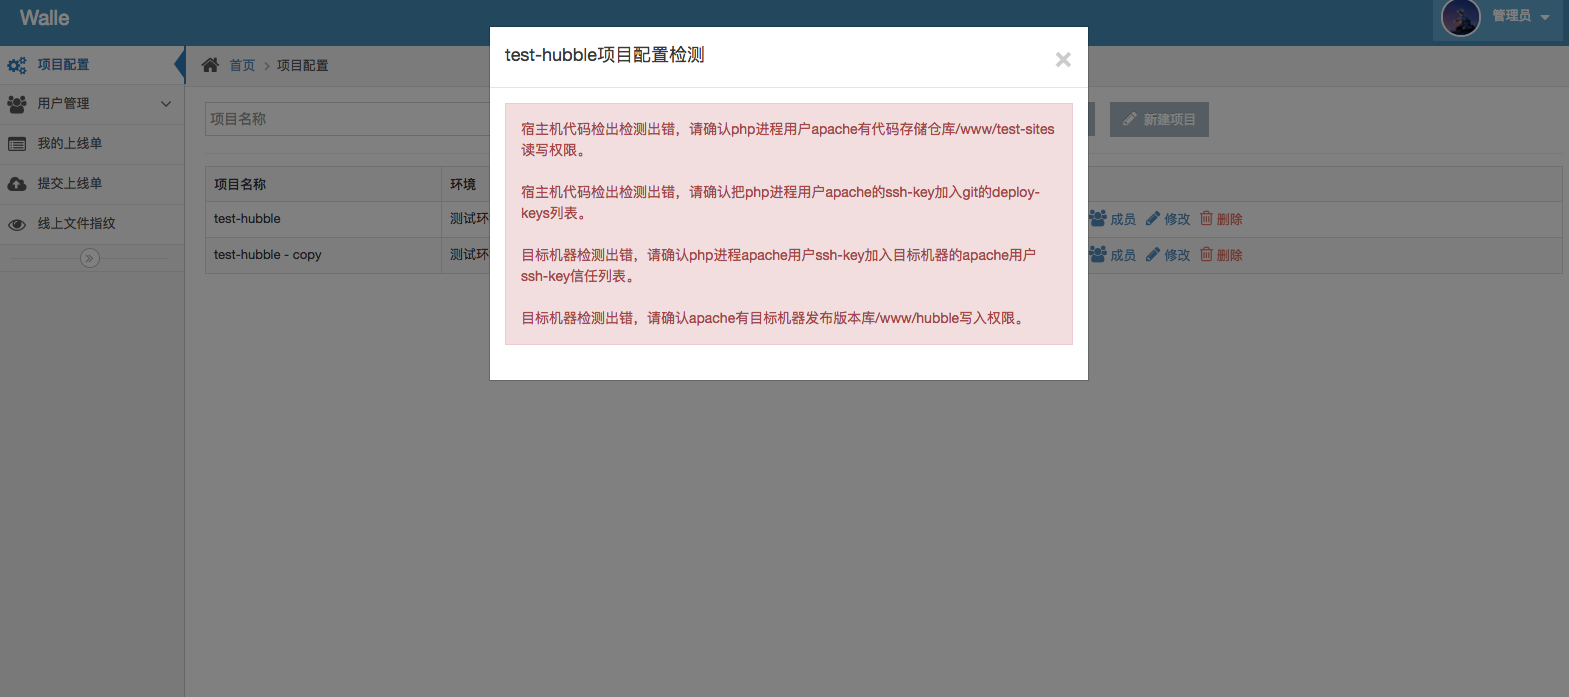 Walle
管理员
项目配置
用户管理
我的上线单
提交上线单
线上文件指纹
首页 > 项目配置
项目名称
新建项目
项目名称 环境
test-hubble 测试环 成员 修改 删除
test-hubble - copy 测试环 成员 修改 删除
test-hubble项目配置检测
×
宿主机代码检出检测出错，请确认php进程用户apache有代码存储仓库/www/test-sites
读写权限。
宿主机代码检出检测出错，请确认把php进程用户apache的ssh-key加入git的deploy-
keys列表。
目标机器检测出错，请确认php进程apache用户ssh-key加入目标机器的apache用户
ssh-key信任列表。
目标机器检测出错，请确认apache有目标机器发布版本库/www/hubble写入权限。